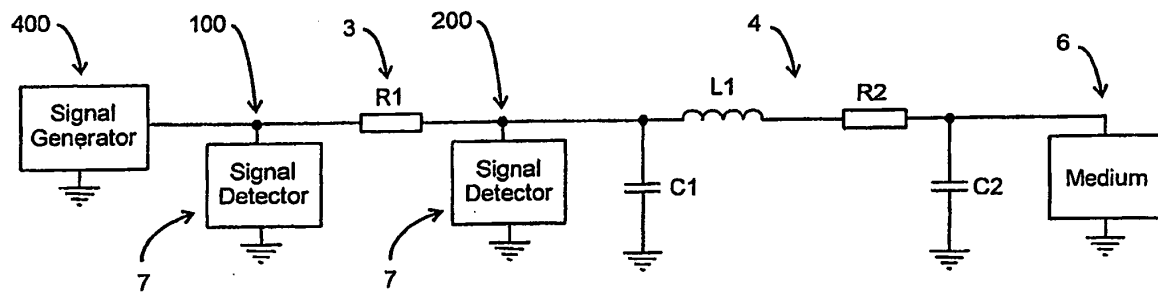 400
100
3
200
4
6
Signal
Generator
R1
L1
R2
Signal
Detector
Signal
Detector
C1
C2
Medium
7
7